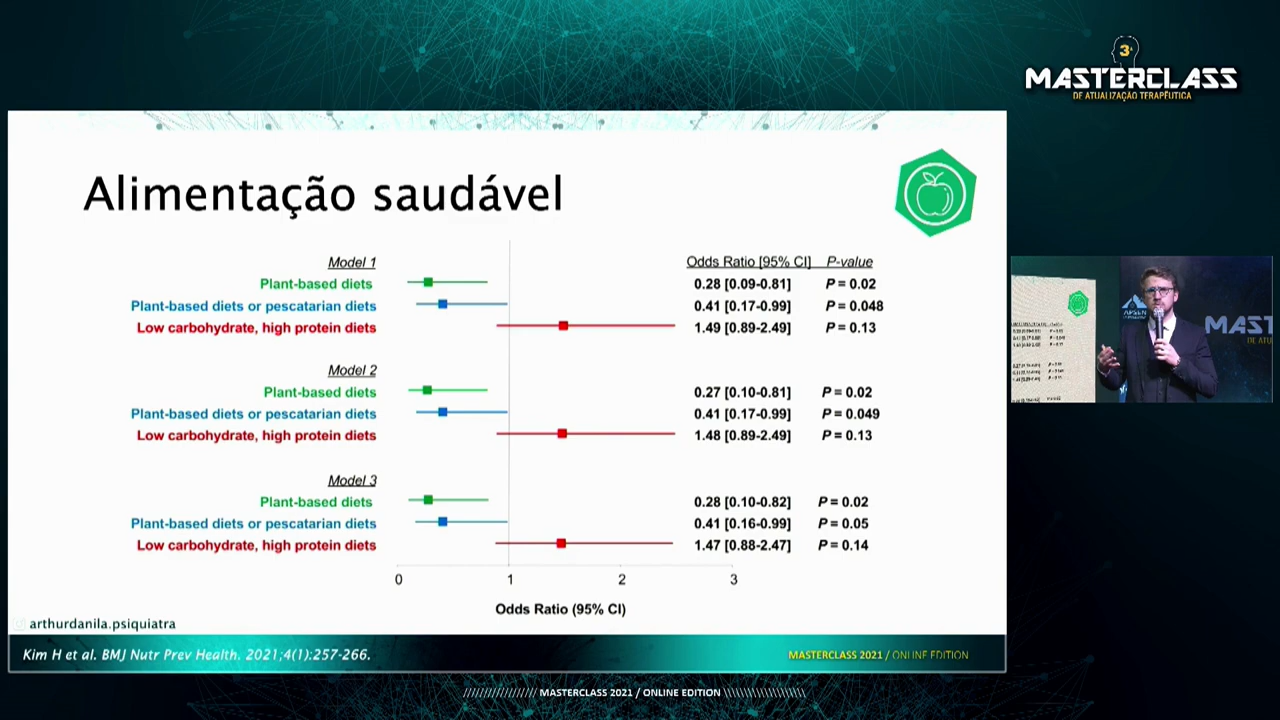 3ª
MASTERCLASS
DE ATUALIZAÇÃO TERAPÊUTICA
Alimentação saudável
Model 1 Odds Ratio [95% CI] P-value
Plant-based diets 0.28 [0.09-0.81] P = 0.02
Plant-based diets or pescatarian diets 0.41 [0.17-0.99] P = 0.048
Low carbohydrate, high protein diets 1.49 [0.89-2.49] P = 0.13
Model 2
Plant-based diets 0.27 [0.10-0.81] P = 0.02
Plant-based diets or pescatarian diets 0.41 [0.17-0.99] P = 0.049
Low carbohydrate, high protein diets 1.48 [0.89-2.49] P = 0.13
Model 3
Plant-based diets 0.28 [0.10-0.82] P = 0.02
Plant-based diets or pescatarian diets 0.41 [0.16-0.99] P = 0.05
Low carbohydrate, high protein diets 1.47 [0.88-2.47] P = 0.14
0 1 2 3
Odds Ratio (95% CI)
arthurdanila.psiquiatra
Kim H et al. BMJ Nutr Prev Health. 2021;4(1):257-266.
MASTERCLASS 2021 / ONLINE EDITION
APSEN
MAST
DE ATU
/////////////////// MASTERCLASS 2021 / ONLINE EDITION \\\\\\\\\\\\\\\\\\\